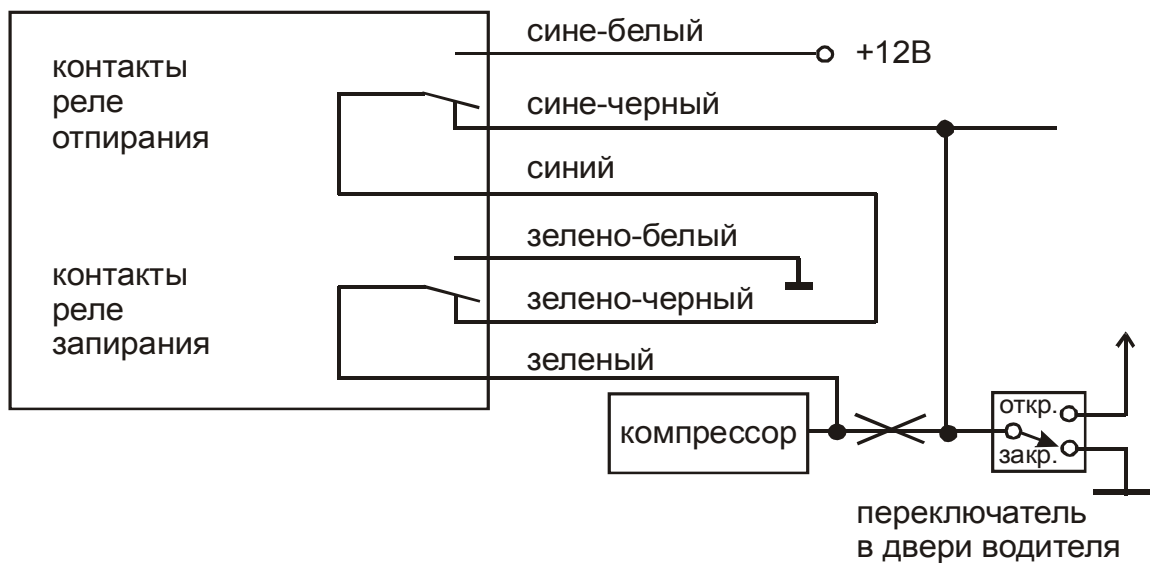 сине-белый
+12В
контакты
реле
отпирания
сине-черный
синий
зелено-белый
контакты
реле
запирания
зелено-черный
зеленый
компрессор
откр.
закр.
переключатель
в двери водителя